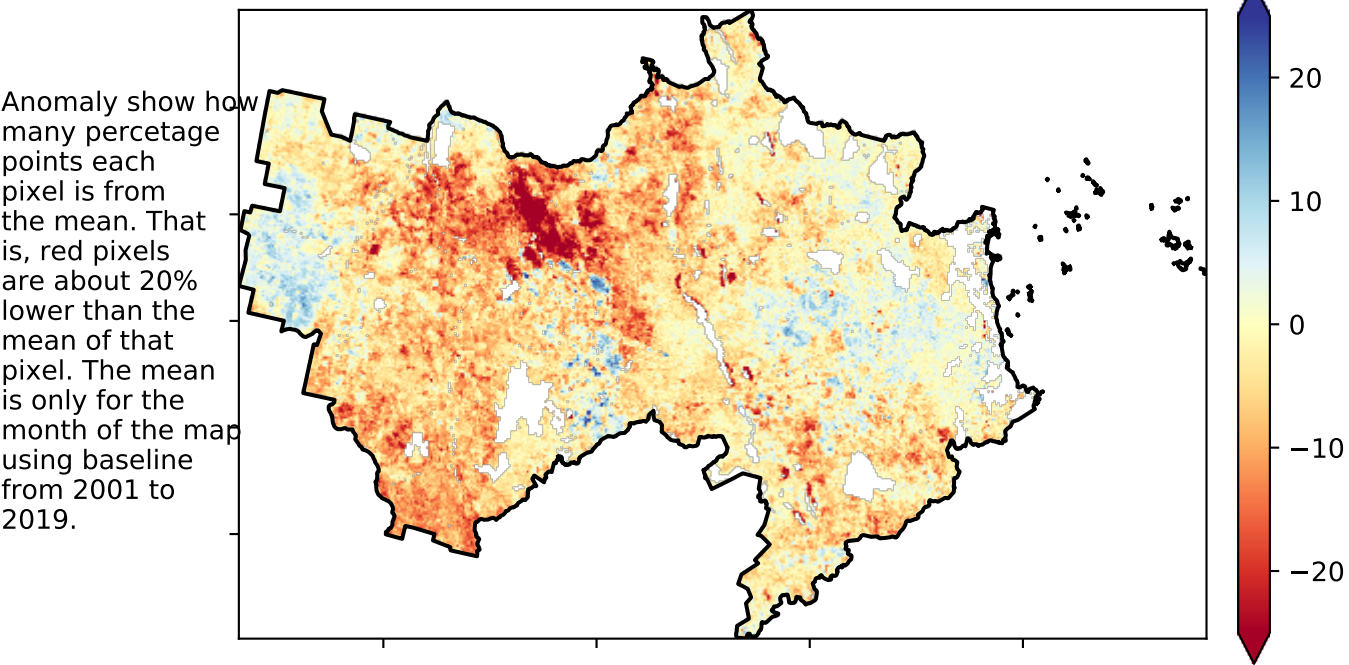 Anomaly show how
many percetage
points each
pixel is from
the mean. That
is, red pixels
are about 20%
lower than the
mean of that
pixel. The mean
is only for the
month of the map
using baseline
from 2001 to
2019.
20
10
0
−10
−20